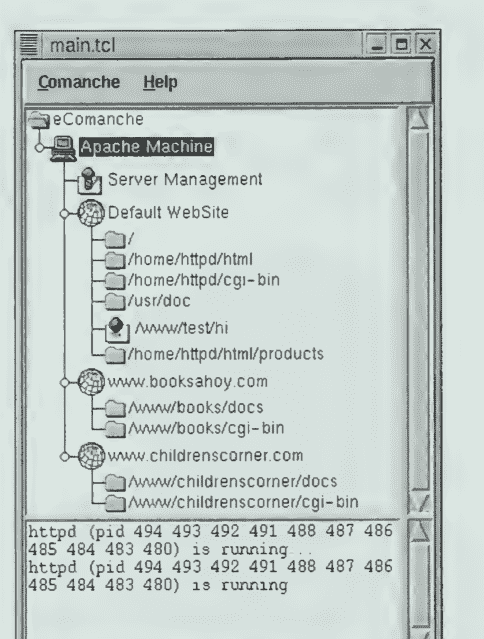 main.tcl
Comanche Help
eComanche
Apache Machine
Server Management
Default WebSite
/
/home/httpd/html
/home/httpd/cgi-bin
/usr/doc
/www/test/hi
/home/httpd/html/products
www.booksahoy.com
/www/books/docs
/www/books/cgi-bin
www.childrenscorner.com
/www/childrenscorner/docs
/www/childrenscorner/cgi-bin
httpd (pid 494 493 492 491 488 487 486
485 484 483 480) is running...
httpd (pid 494 493 492 491 488 487 486
485 484 483 480) is running